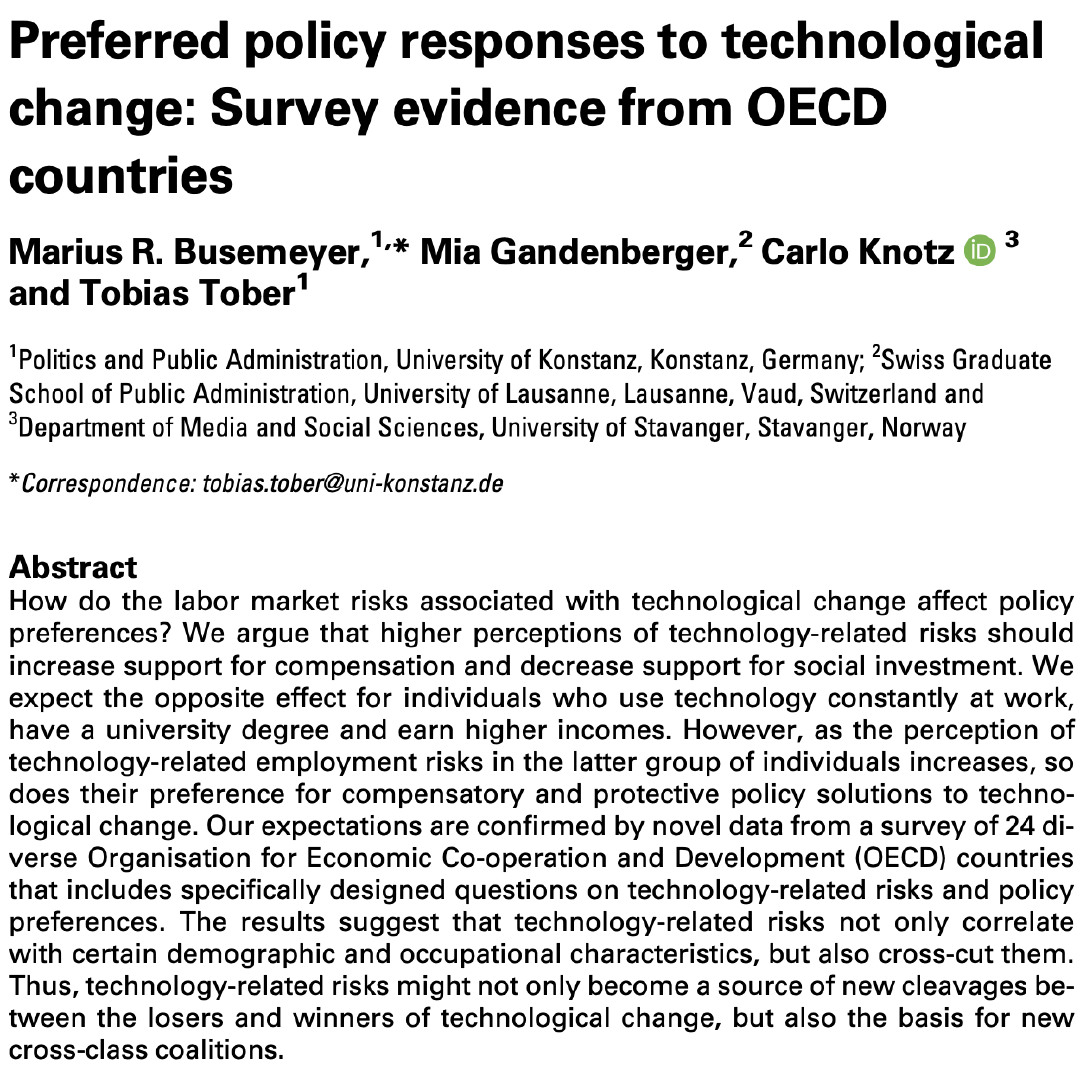 Preferred policy responses to technological
change: Survey evidence from OECD
countries
Marius R. Busemeyer,1,* Mia Gandenberger,2 Carlo Knotz iD 3
and Tobias Tober1
1Politics and Public Administration, University of Konstanz, Konstanz, Germany; 2Swiss Graduate
School of Public Administration, University of Lausanne, Lausanne, Vaud, Switzerland and
3Department of Media and Social Sciences, University of Stavanger, Stavanger, Norway
*Correspondence: tobias.tober@uni-konstanz.de
Abstract
How do the labor market risks associated with technological change affect policy
preferences? We argue that higher perceptions of technology-related risks should
increase support for compensation and decrease support for social investment. We
expect the opposite effect for individuals who use technology constantly at work,
have a university degree and earn higher incomes. However, as the perception of
technology-related employment risks in the latter group of individuals increases, so
does their preference for compensatory and protective policy solutions to techno-
logical change. Our expectations are confirmed by novel data from a survey of 24 di-
verse Organisation for Economic Co-operation and Development (OECD) countries
that includes specifically designed questions on technology-related risks and policy
preferences. The results suggest that technology-related risks not only correlate
with certain demographic and occupational characteristics, but also cross-cut them.
Thus, technology-related risks might not only become a source of new cleavages be-
tween the losers and winners of technological change, but also the basis for new
cross-class coalitions.